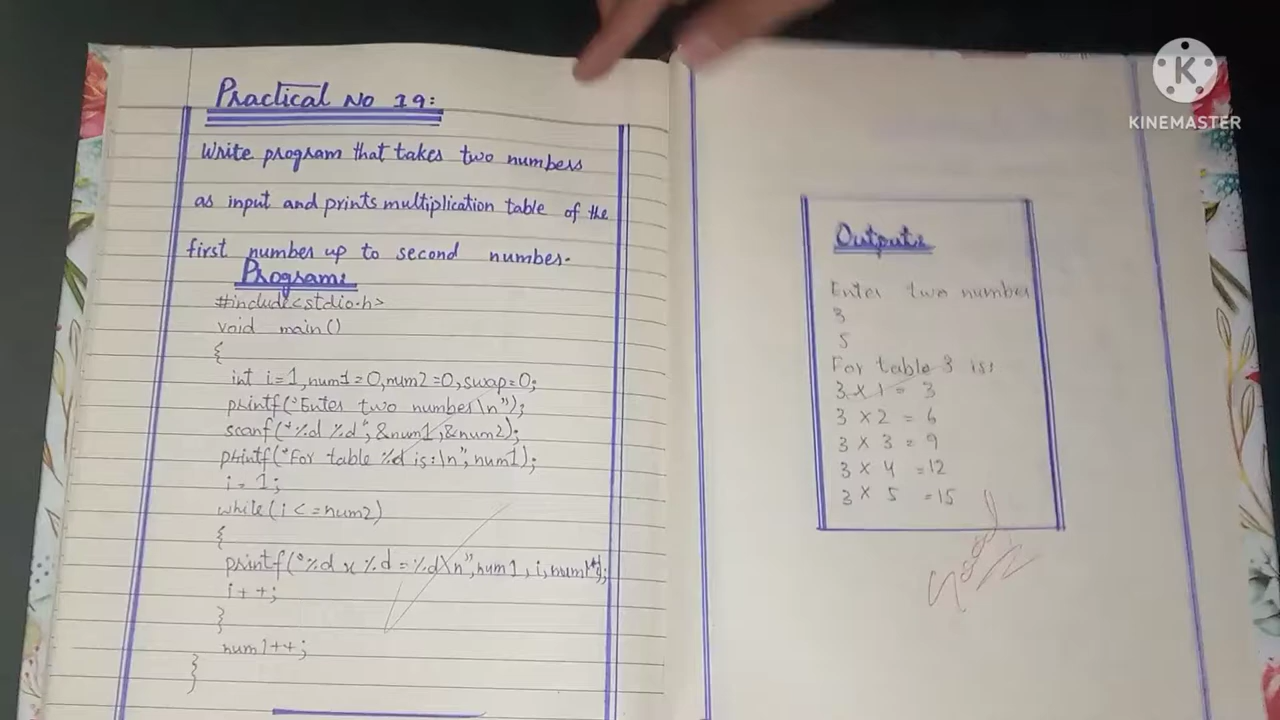 Practical No 19:
Write program that takes two numbers
as input and prints multiplication table of the
first number up to second number.
Program:
#include<stdio.h>
void main()
{
int i=1,num1=0,num2=0,swap=0;
printf("Enter two number\n");
scanf("%d %d", &num1,&num2);
printf("For table %d is:\n",num1);
i=1;
while(i<=num2)
{
printf("%d x %d = %d\n",num1,i,num1*i);
i++;
}
num1++;
}
Output:
Enter two number
3
5
For table 3 is:
3 x 1 = 3
3 x 2 = 6
3 x 3 = 9
3 x 4 = 12
3 x 5 = 15
K
KINEMASTER